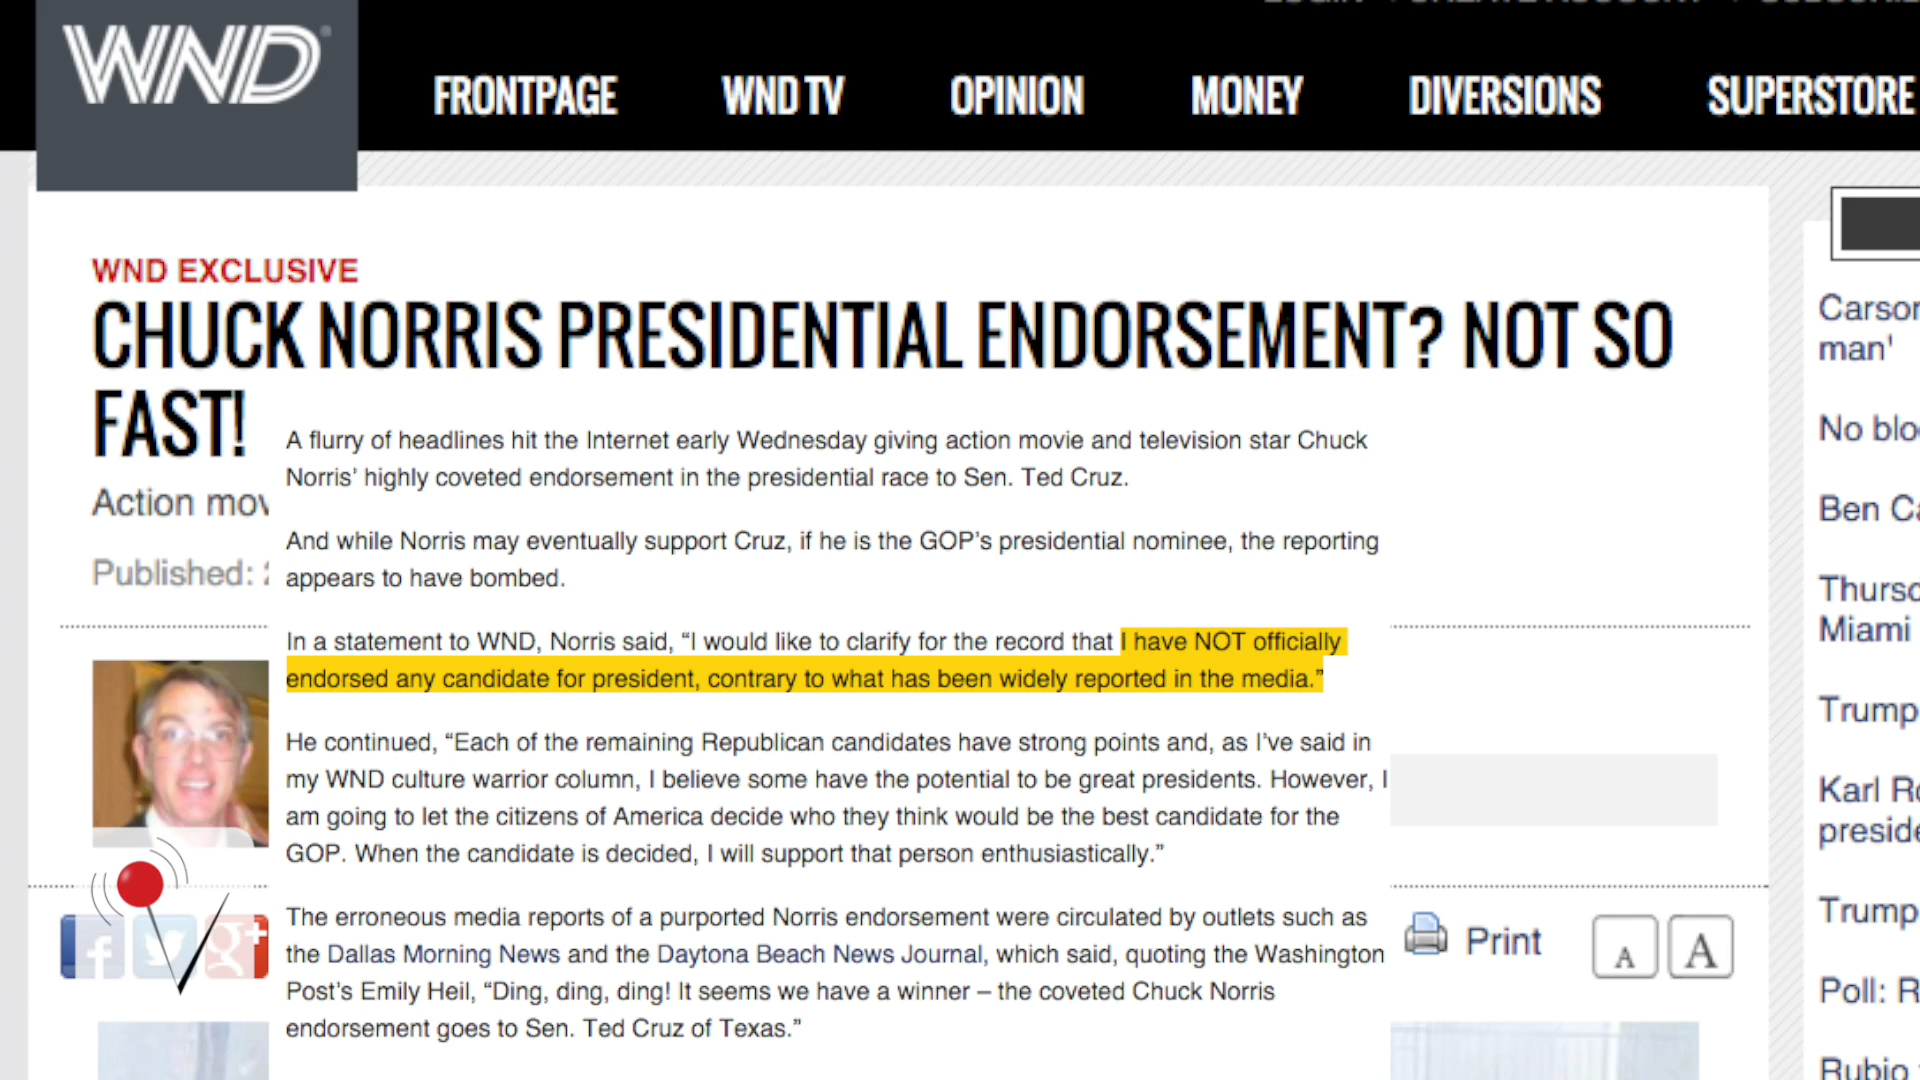 WND
FRONTPAGE WND TV OPINION MONEY DIVERSIONS SUPERSTORE
WND EXCLUSIVE
CHUCK NORRIS PRESIDENTIAL ENDORSEMENT? NOT SO
FAST!
Action
Published:
A flurry of headlines hit the Internet early Wednesday giving action movie and television star Chuck
Norris’ highly coveted endorsement in the presidential race to Sen. Ted Cruz.
And while Norris may eventually support Cruz, if he is the GOP’s presidential nominee, the reporting
appears to have bombed.
In a statement to WND, Norris said, “I would like to clarify for the record that I have NOT officially
endorsed any candidate for president, contrary to what has been widely reported in the media.”
He continued, “Each of the remaining Republican candidates have strong points and, as I’ve said in
my WND culture warrior column, I believe some have the potential to be great presidents. However, I
am going to let the citizens of America decide who they think would be the best candidate for the
GOP. When the candidate is decided, I will support that person enthusiastically.”
The erroneous media reports of a purported Norris endorsement were circulated by outlets such as
the Dallas Morning News and the Daytona Beach News Journal, which said, quoting the Washington
Post’s Emily Heil, “Ding, ding, ding! It seems we have a winner – the coveted Chuck Norris
endorsement goes to Sen. Ted Cruz of Texas.”
Print A A
man'
No
Ben
Miami
Trump
Karl
Trump
Poll:
Rubio